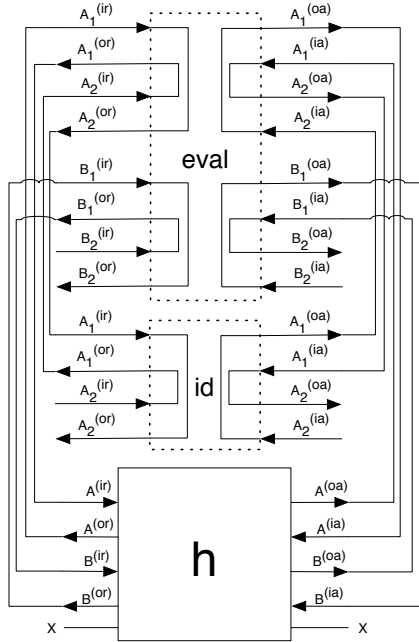 A₁(ir) A₁(oa)
A₁(or) A₁(ia)
A₂(ir) A₂(oa)
A₂(or) A₂(ia)
eval
B₁(ir) B₁(oa)
B₁(or) B₁(ia)
B₂(ir) B₂(oa)
B₂(or) B₂(ia)
A₁(ir) A₁(oa)
A₁(or) A₁(ia)
id
A₂(ir) A₂(oa)
A₂(or) A₂(ia)
A(ir) A(oa)
A(or) A(ia)
h
B(ir) B(oa)
B(or) B(ia)
X X